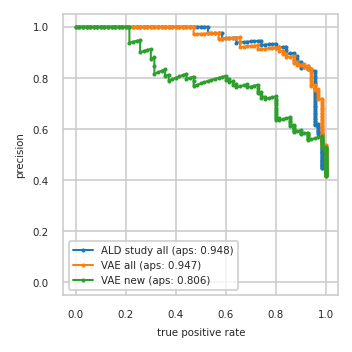 1.0
0.8
0.6
0.4
0.2
0.0
precision
ALD study all (aps: 0.948)
VAE all (aps: 0.947)
VAE new (aps: 0.806)
0.0 0.2 0.4 0.6 0.8 1.0
true positive rate